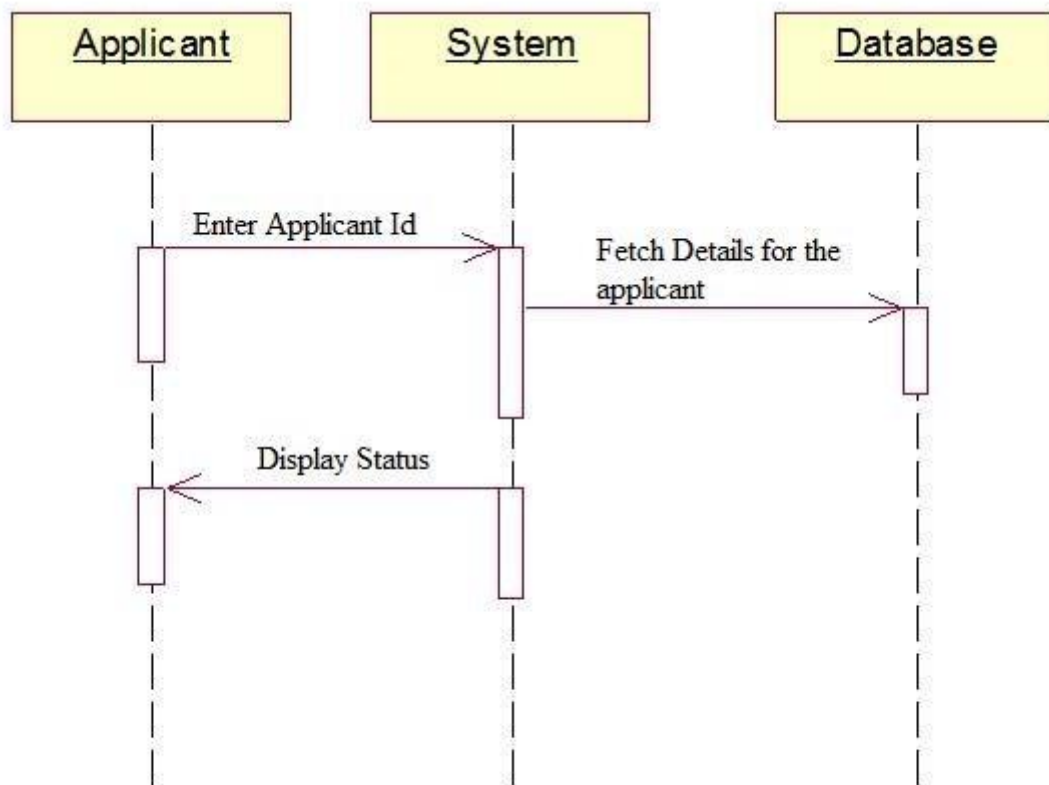 Applicant
System
Database
Enter Applicant Id
Fetch Details for the
applicant
Display Status